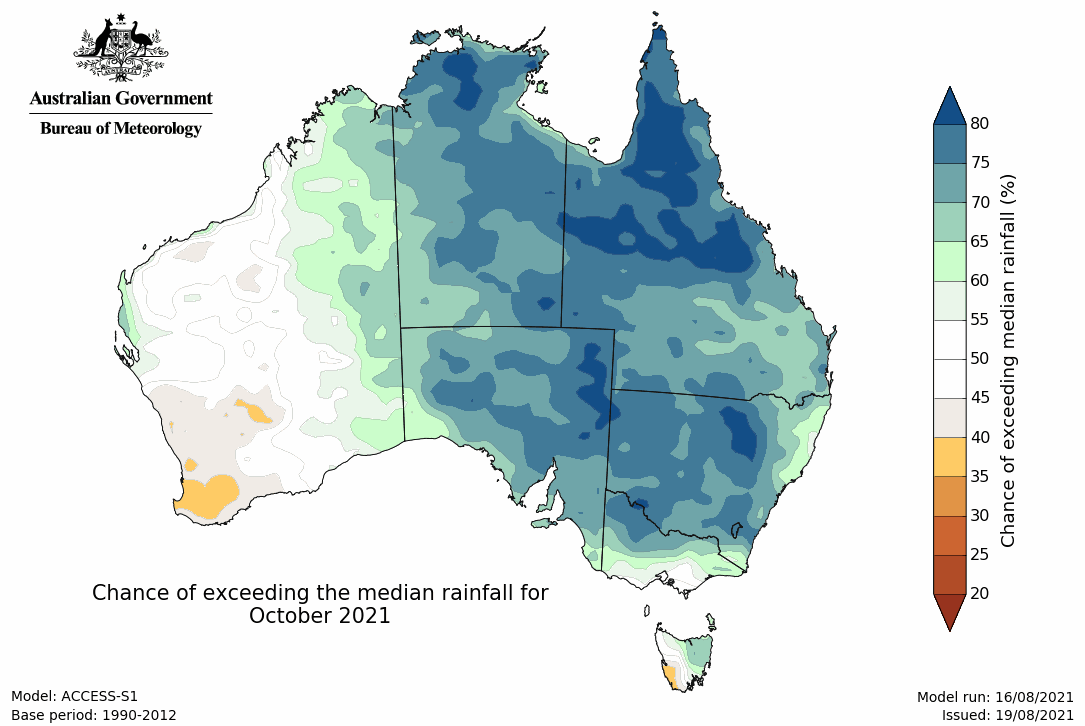 Australian Government
Bureau of Meteorology
80
75
70
65
60
55
50
45
40
35
30
25
20
Chance of exceeding median rainfall (%)
Chance of exceeding the median rainfall for
October 2021
Model: ACCESS-S1
Base period: 1990-2012
Model run: 16/08/2021
Issued: 19/08/2021